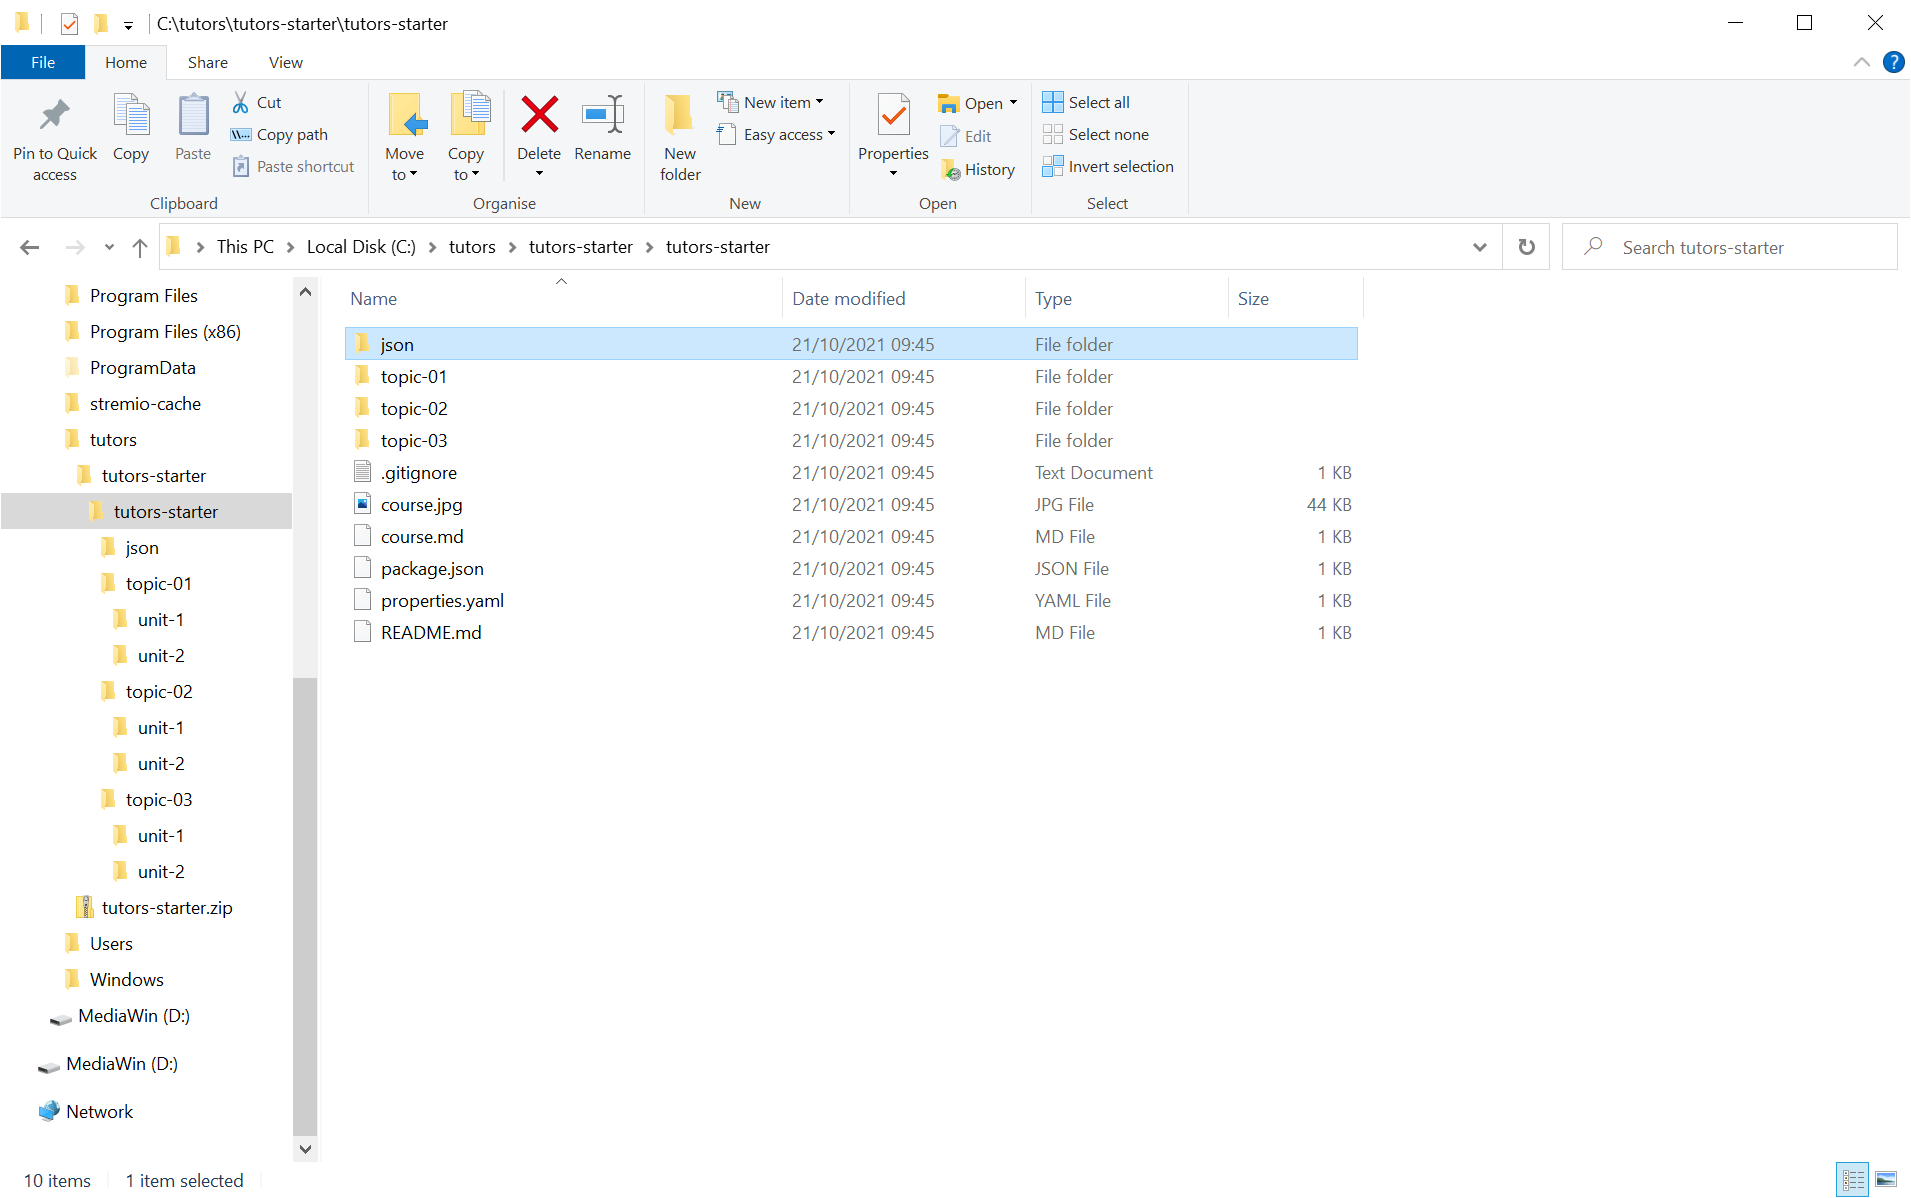 C:\tutors\tutors-starter\tutors-starter
File Home Share View
Pin to Quick access
Copy
Paste
Cut
Copy path
Paste shortcut
Clipboard
Move to
Copy to
Delete
Rename
Organise
New folder
New item
Easy access
New
Properties
Open
Edit
History
Open
Select all
Select none
Invert selection
Select
This PC Local Disk (C:) tutors tutors-starter tutors-starter
Search tutors-starter
Program Files
Program Files (x86)
ProgramData
stremio-cache
tutors
tutors-starter
tutors-starter
json
topic-01
unit-1
unit-2
topic-02
unit-1
unit-2
topic-03
unit-1
unit-2
tutors-starter.zip
Users
Windows
MediaWin (D:)
MediaWin (D:)
Network
Name Date modified Type Size
json 21/10/2021 09:45 File folder
topic-01 21/10/2021 09:45 File folder
topic-02 21/10/2021 09:45 File folder
topic-03 21/10/2021 09:45 File folder
.gitignore 21/10/2021 09:45 Text Document 1 KB
course.jpg 21/10/2021 09:45 JPG File 44 KB
course.md 21/10/2021 09:45 MD File 1 KB
package.json 21/10/2021 09:45 JSON File 1 KB
properties.yaml 21/10/2021 09:45 YAML File 1 KB
README.md 21/10/2021 09:45 MD File 1 KB
10 items 1 item selected